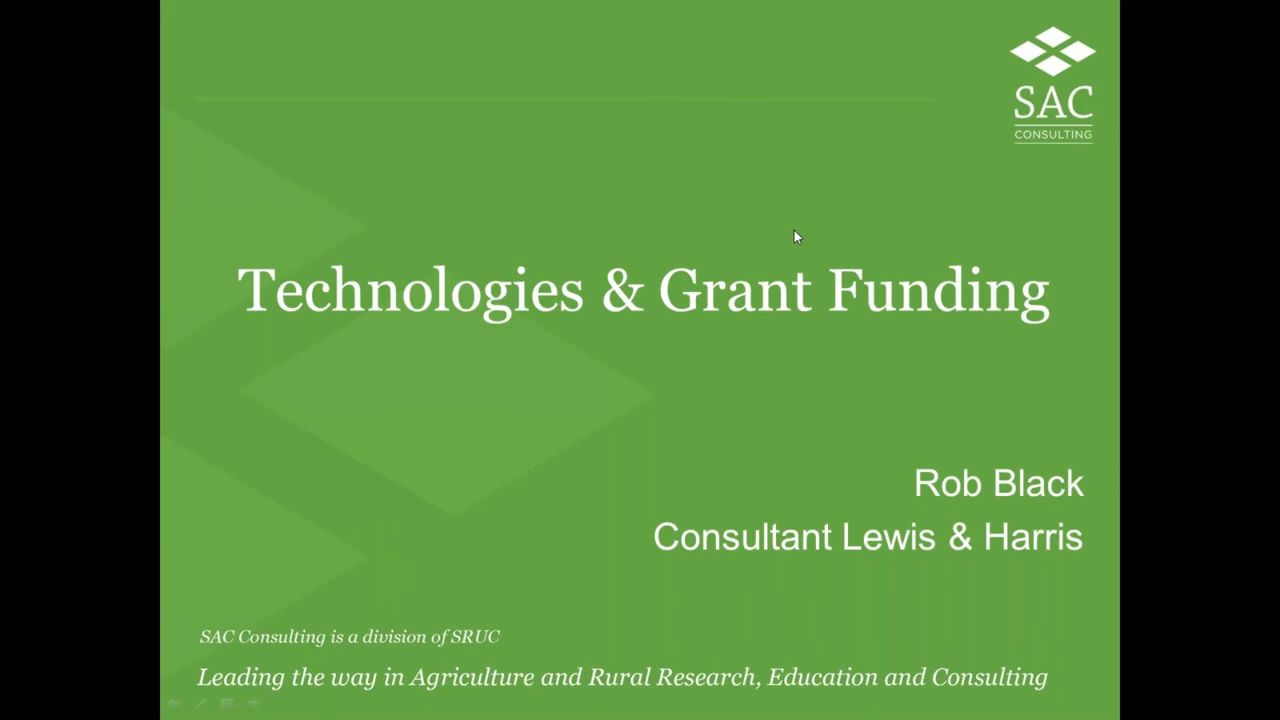 SAC
CONSULTING
Technologies & Grant Funding
Rob Black
Consultant Lewis & Harris
SAC Consulting is a division of SRUC
Leading the way in Agriculture and Rural Research, Education and Consulting